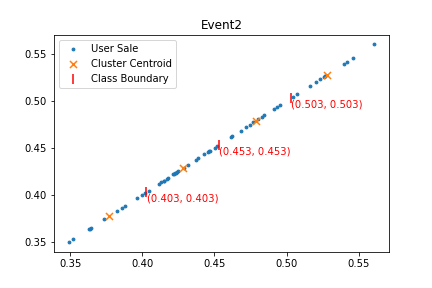 Event2
User Sale
Cluster Centroid
Class Boundary
0.55
0.50
0.45
0.40
0.35
(0.503, 0.503)
(0.453, 0.453)
(0.403, 0.403)
0.35 0.40 0.45 0.50 0.55